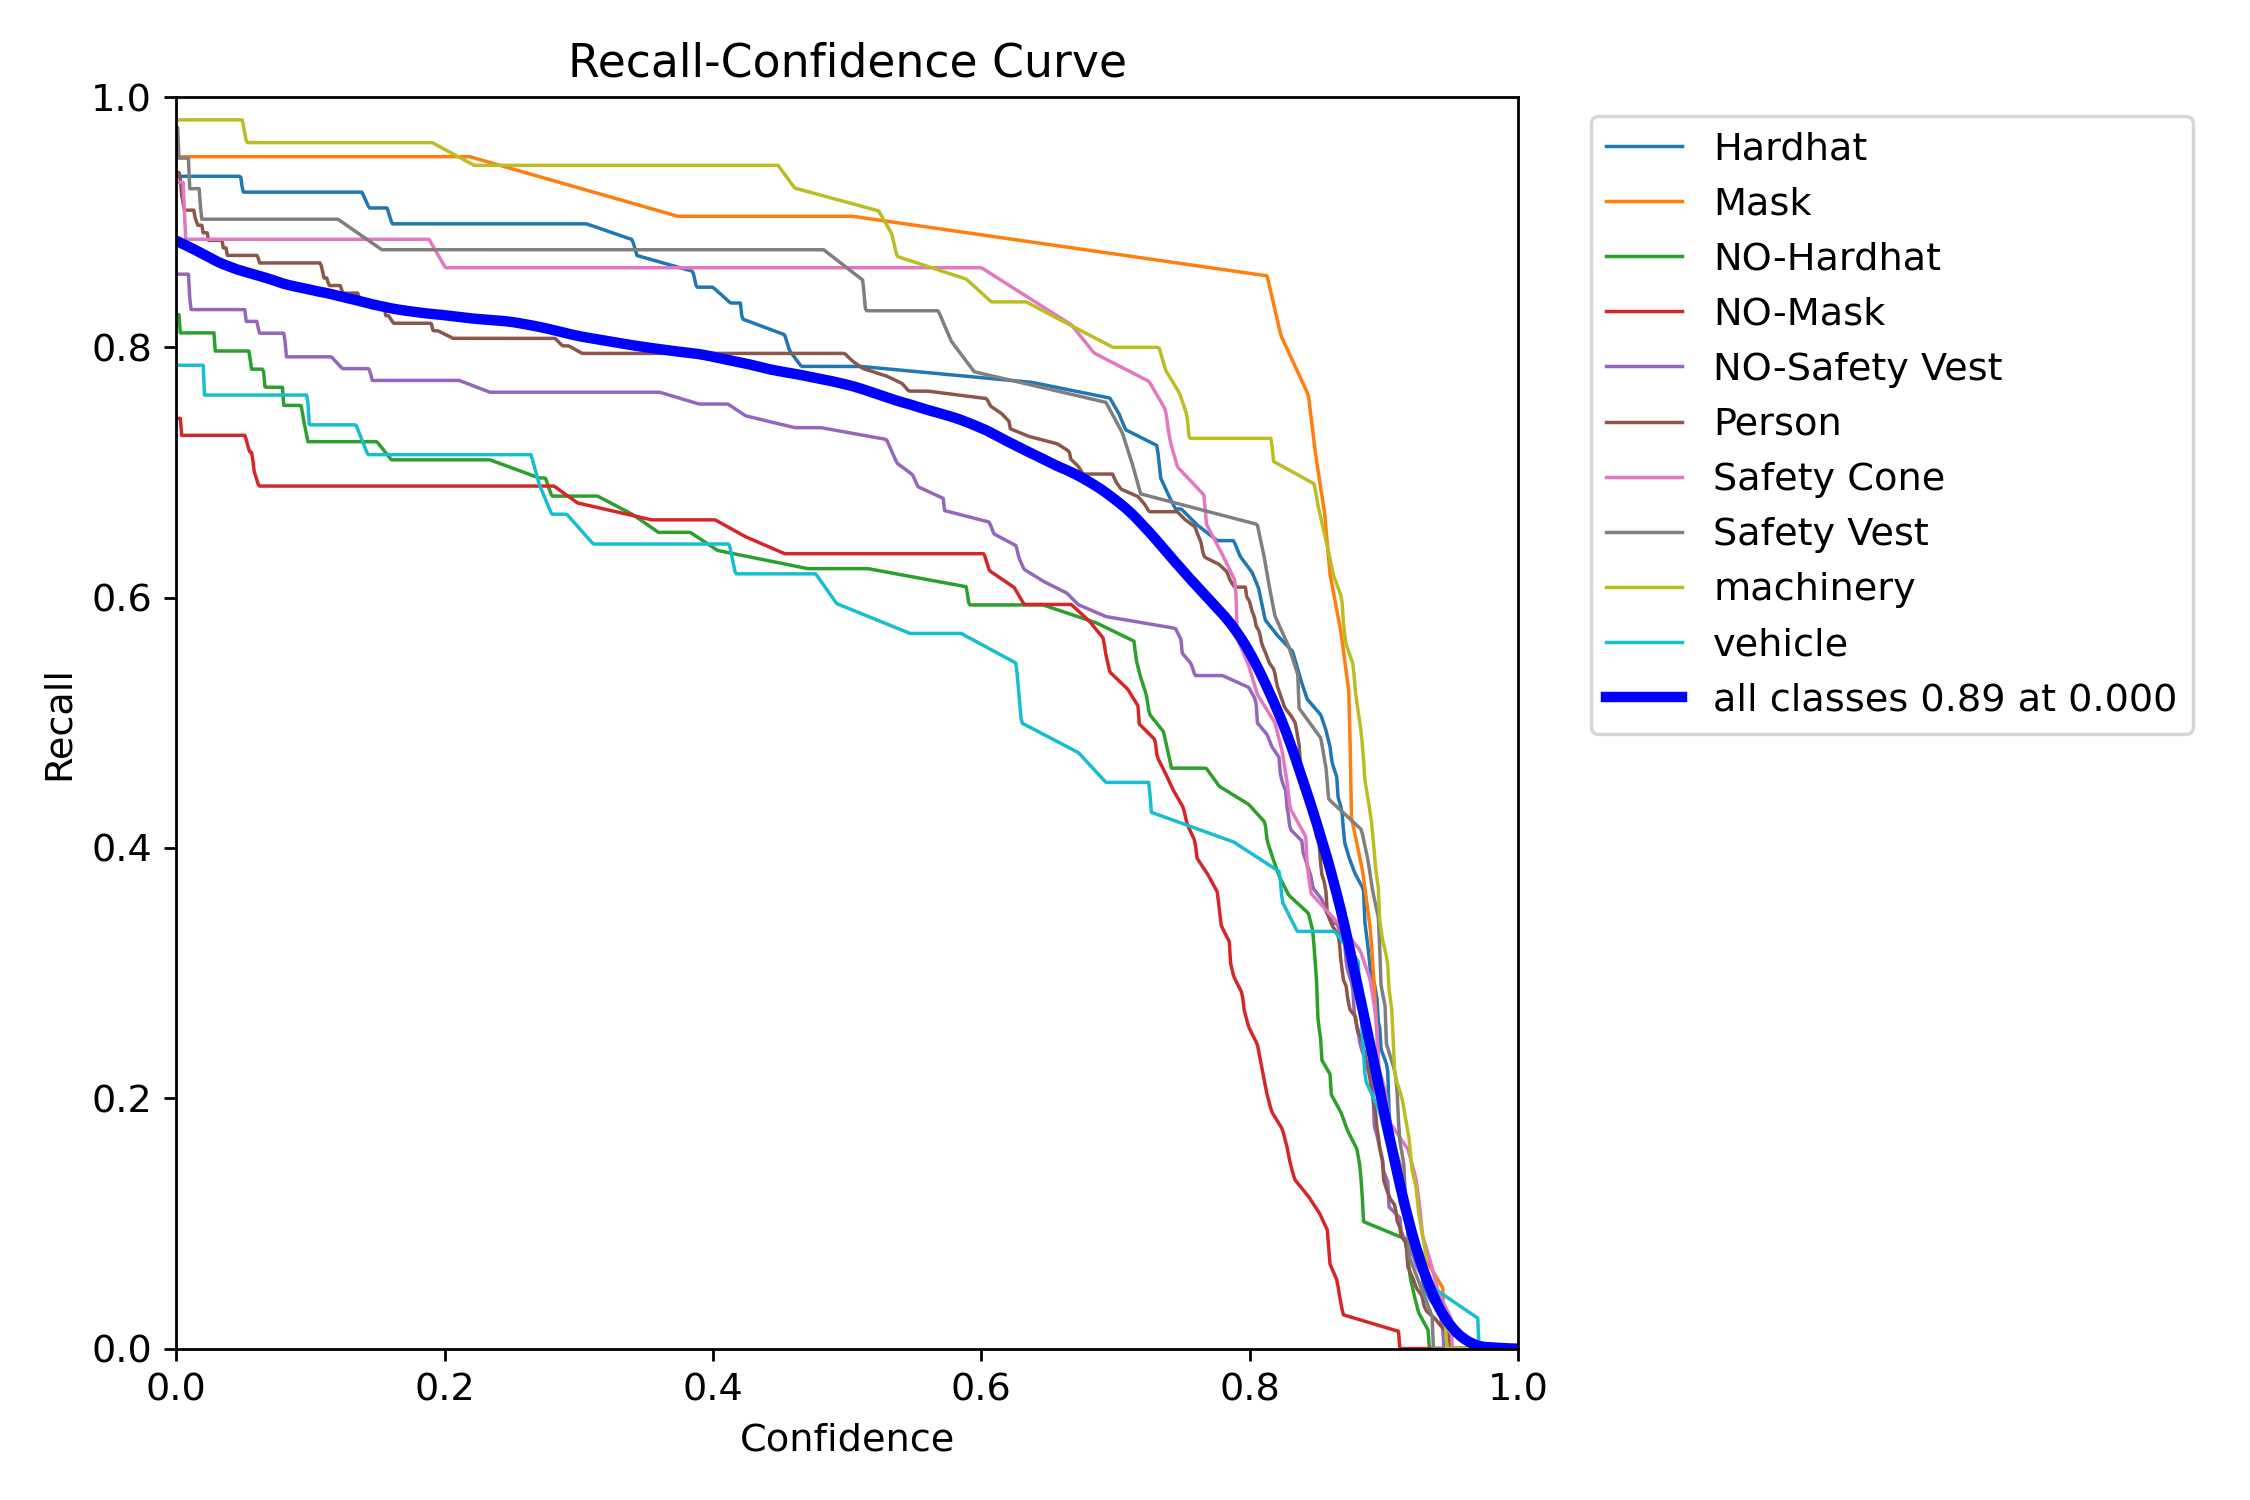 Recall-Confidence Curve
1.0
0.8
0.6
0.4
0.2
0.0
Recall
0.0 0.2 0.4 0.6 0.8 1.0
Confidence
Hardhat
Mask
NO-Hardhat
NO-Mask
NO-Safety Vest
Person
Safety Cone
Safety Vest
machinery
vehicle
all classes 0.89 at 0.000